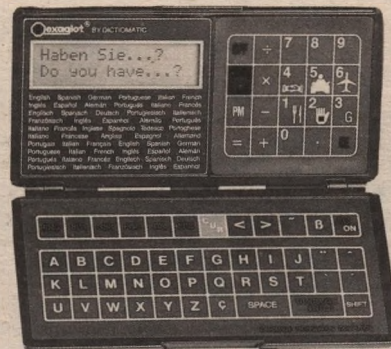 exaglot® BY DICTIOMATIC
Haben Sie...?
Do you have...?
English Spanish German Portuguese Italian French
Inglés Español Alemán Portugués Italiano Francés
Englisch Spanisch Deutsch Portugiesisch Italienisch
Französisch Inglês Espanhol Alemão Português
Italiano Francês Inglese Spagnolo Tedesco Portoghese
Italiano Francese Anglais Espagnol Allemand
Portugais Italien Français English Spanish German
Portuguese Italian French Inglés Español Alemán
Portugués Italiano Francés Englisch Spanisch Deutsch
Portugiesisch Italienisch Französisch Inglês Espanhol
÷ 7 8 9
× 4 5 6
PM − 1 2 3 G
= + 0 .
CUR < > ß ON
A B C D E F G H I J
K L M N O P Q R S T
U V W X Y Z Ç SPACE SHIFT